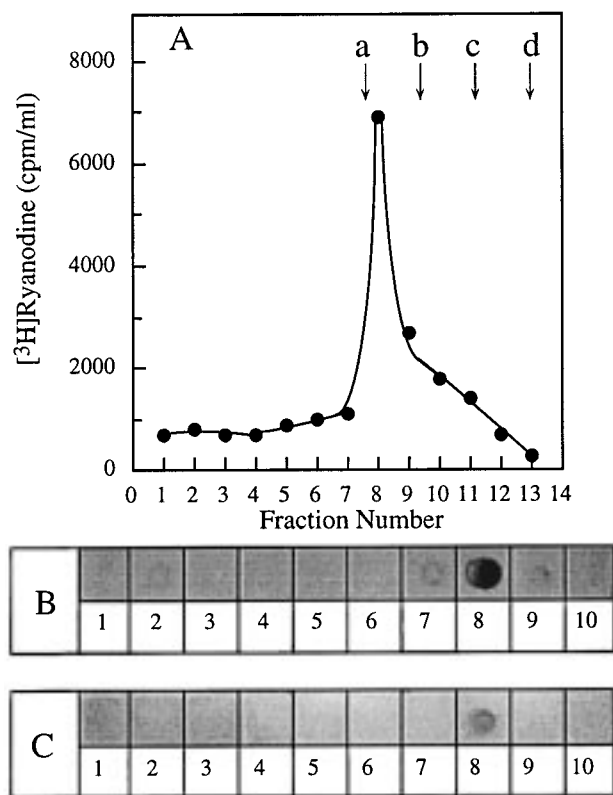 A
a b c d
[³H]Ryanodine (cpm/ml)
8000
6000
4000
2000
0
0 1 2 3 4 5 6 7 8 9 10 11 12 13 14
Fraction Number
B
1 2 3 4 5 6 7 8 9 10
C
1 2 3 4 5 6 7 8 9 10